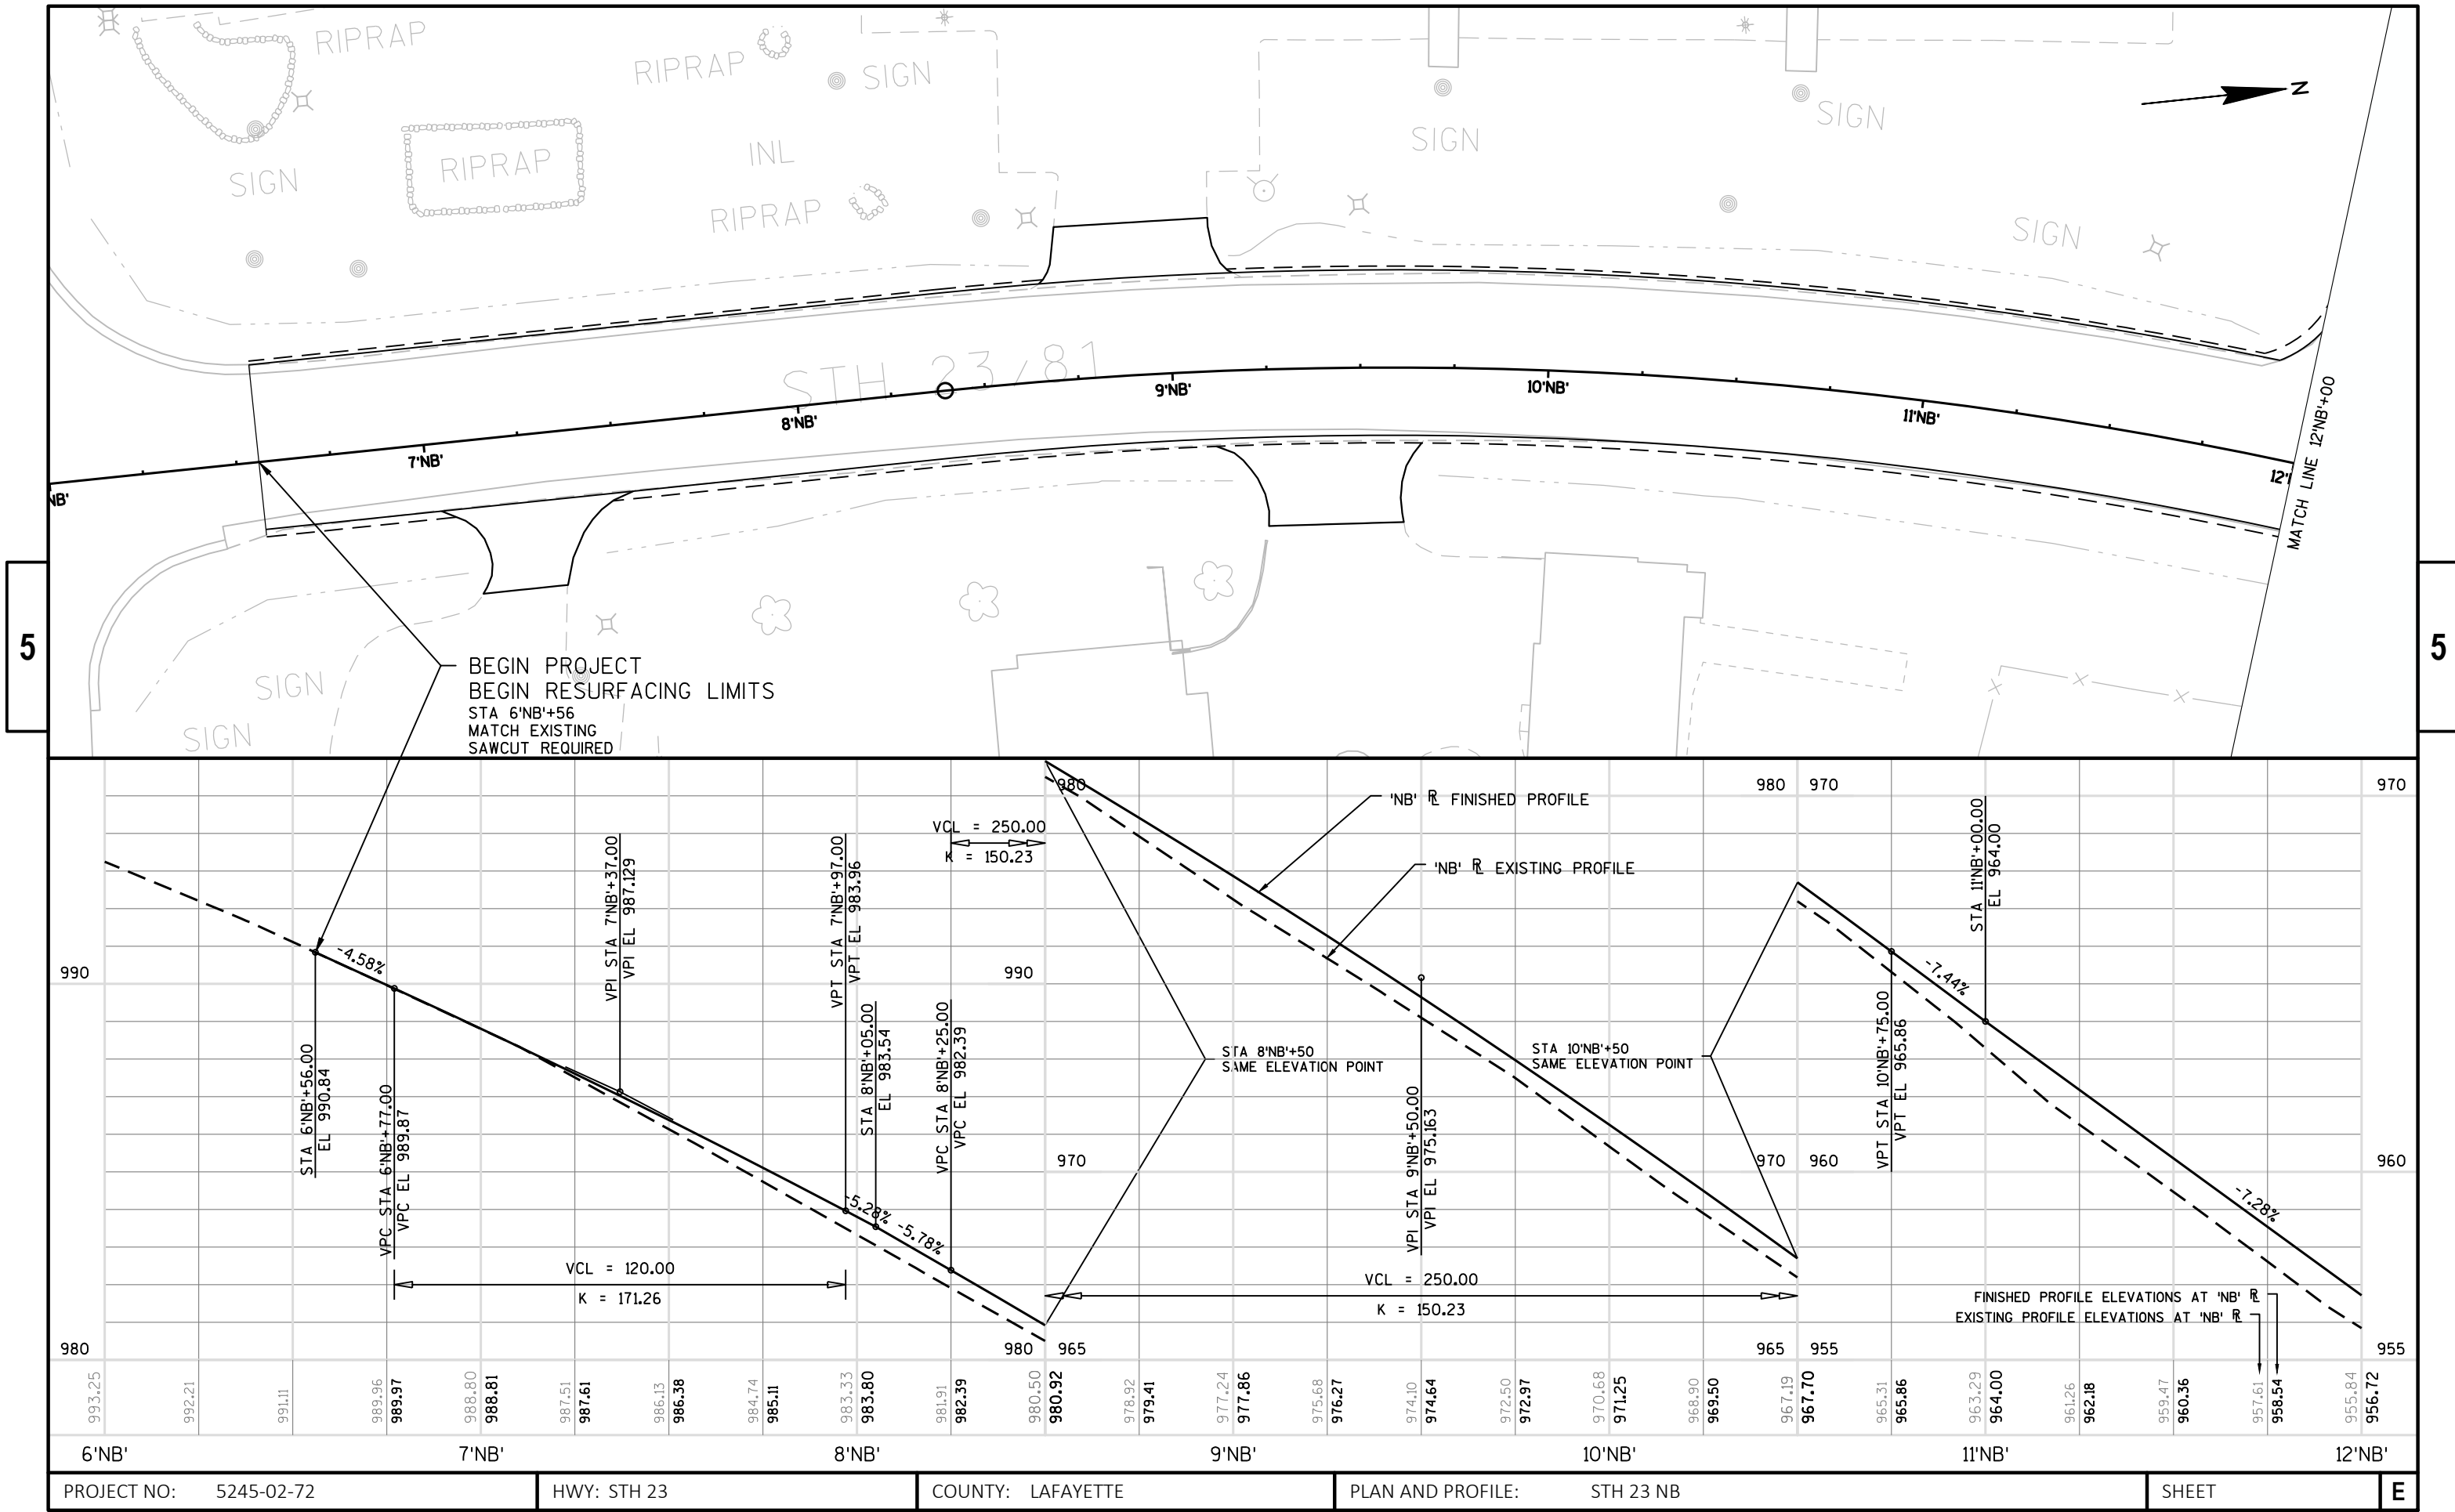 RIPRAP
RIPRAP
SIGN
SIGN
SIGN
N
INL
RIPRAP
SIGN
RIPRAP
SIGN
STH 23/81
7'NB'
8'NB'
9'NB'
10'NB'
11'NB'
12'
NB'
MATCH LINE 12'NB'+00
5
5
BEGIN PROJECT
BEGIN RESURFACING LIMITS
STA 6'NB'+56
MATCH EXISTING
SAWCUT REQUIRED
SIGN
SIGN
980
980
970
970
'NB' RL FINISHED PROFILE
'NB' RL EXISTING PROFILE
VCL = 250.00
K = 150.23
990
990
970
970
960
960
-4.58%
STA 6'NB'+56.00
EL 990.84
VPC STA 6'NB'+77.00
VPC EL 989.87
VPI STA 7'NB'+37.00
VPI EL 987.129
VPT STA 7'NB'+97.00
VPT EL 983.96
STA 8'NB'+05.00
EL 983.54
VPC STA 8'NB'+25.00
VPC EL 982.39
-5.28%
-5.78%
VCL = 120.00
K = 171.26
STA 8'NB'+50
SAME ELEVATION POINT
VPI STA 9'NB'+50.00
VPI EL 975.163
STA 10'NB'+50
SAME ELEVATION POINT
VCL = 250.00
K = 150.23
VPT STA 10'NB'+75.00
VPT EL 965.86
-7.44%
STA 11'NB'+00.00
EL 964.00
-7.28%
FINISHED PROFILE ELEVATIONS AT 'NB' RL
EXISTING PROFILE ELEVATIONS AT 'NB' RL
980
980
965
965
955
955
993.25
992.21
991.11
989.96
989.97
988.80
988.81
987.51
987.61
986.13
986.38
984.74
985.11
983.33
983.80
981.91
982.39
980.50
980.92
978.92
979.41
977.24
977.86
975.68
976.27
974.10
974.64
972.50
972.97
970.68
971.25
968.90
969.50
967.19
967.70
965.31
965.86
963.29
964.00
961.26
962.18
959.47
960.36
957.61
958.54
955.84
956.72
6'NB'
7'NB'
8'NB'
9'NB'
10'NB'
11'NB'
12'NB'
PROJECT NO: 5245-02-72
HWY: STH 23
COUNTY: LAFAYETTE
PLAN AND PROFILE: STH 23 NB
SHEET
E